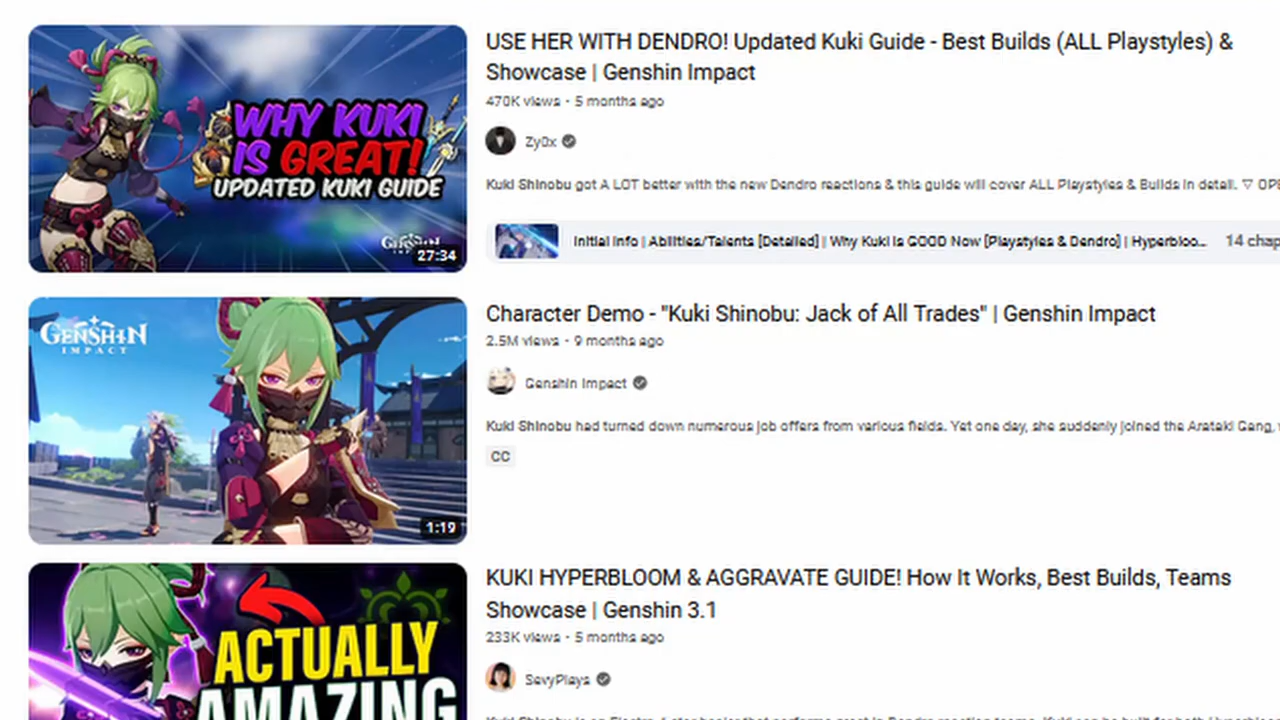 WHY KUKI
IS GREAT!
UPDATED KUKI GUIDE
GENSHIN
27:34
USE HER WITH DENDRO! Updated Kuki Guide - Best Builds (ALL Playstyles) &
Showcase | Genshin Impact
470K views • 5 months ago
Zy0x
Kuki Shinobu got A LOT better with the new Dendro reactions & this guide will cover ALL Playstyles & Builds in detail. ▽ OPE
Initial Info | Abilities/Talents [Detailed] | Why Kuki is GOOD Now [Playstyles & Dendro] | Hyperbloo...
14 chap
GENSHIN
IMPACT
1:19
Character Demo - "Kuki Shinobu: Jack of All Trades" | Genshin Impact
2.5M views • 9 months ago
Genshin Impact
Kuki Shinobu had turned down numerous job offers from various fields. Yet one day, she suddenly joined the Arataki Gang,
CC
ACTUALLY
AMAZING
KUKI HYPERBLOOM & AGGRAVATE GUIDE! How It Works, Best Builds, Teams
Showcase | Genshin 3.1
233K views • 5 months ago
SevyPlays